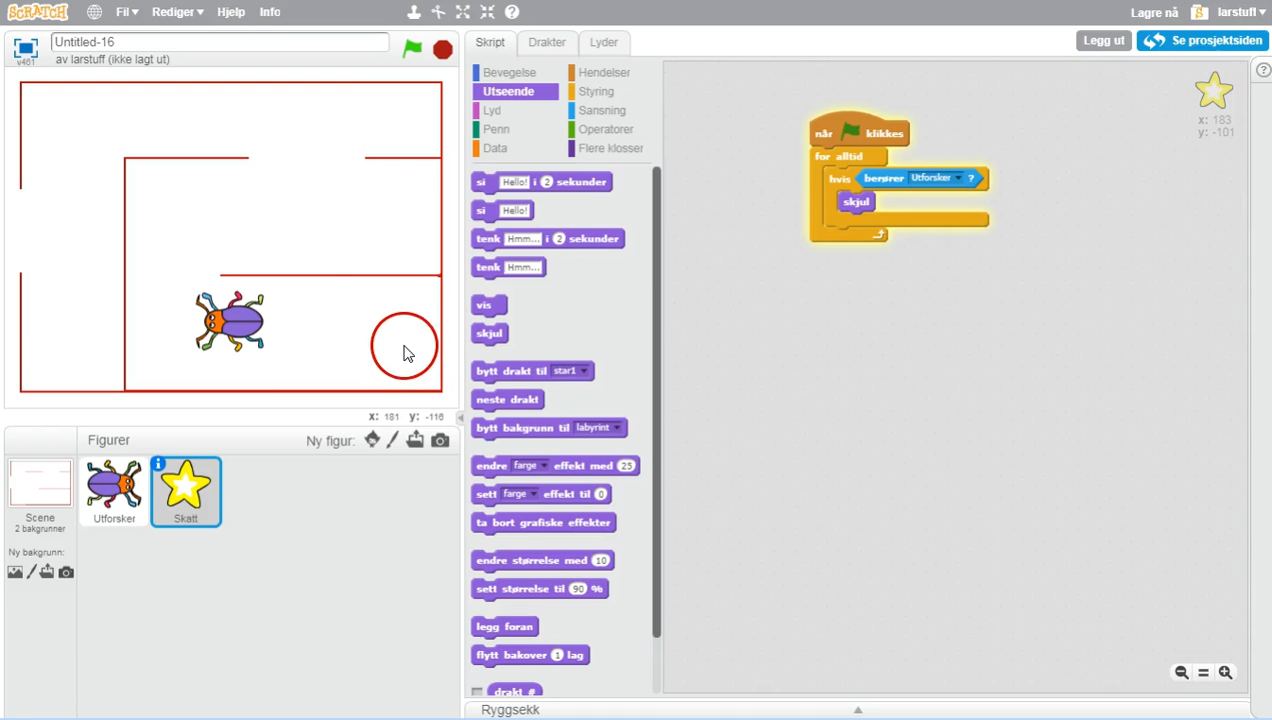 SCRATCH Fil Rediger Hjelp Info Lagre nå larstuff
v461 Untitled-16
av larstuff (ikke lagt ut)
Skript Drakter Lyder Legg ut Se prosjektsiden
Bevegelse Hendelser
Utseende Styring
Lyd Sansning
Penn Operatorer
Data Flere klosser
si Hello! i 2 sekunder
si Hello!
tenk Hmm... i 2 sekunder
tenk Hmm...
vis
skjul
bytt drakt til star1
neste drakt
bytt bakgrunn til labyrint
endre farge effekt med 25
sett farge effekt til 0
ta bort grafiske effekter
endre størrelse med 10
sett størrelse til 90 %
legg foran
flytt bakover 1 lag
drakt #
når klikkes
for alltid
hvis berører Utforsker ?
skjul
x: 183
y: -101
x: 181 y: -116
Figurer Ny figur:
Scene
2 bakgrunner
Ny bakgrunn:
Utforsker
Skatt
Ryggsekk